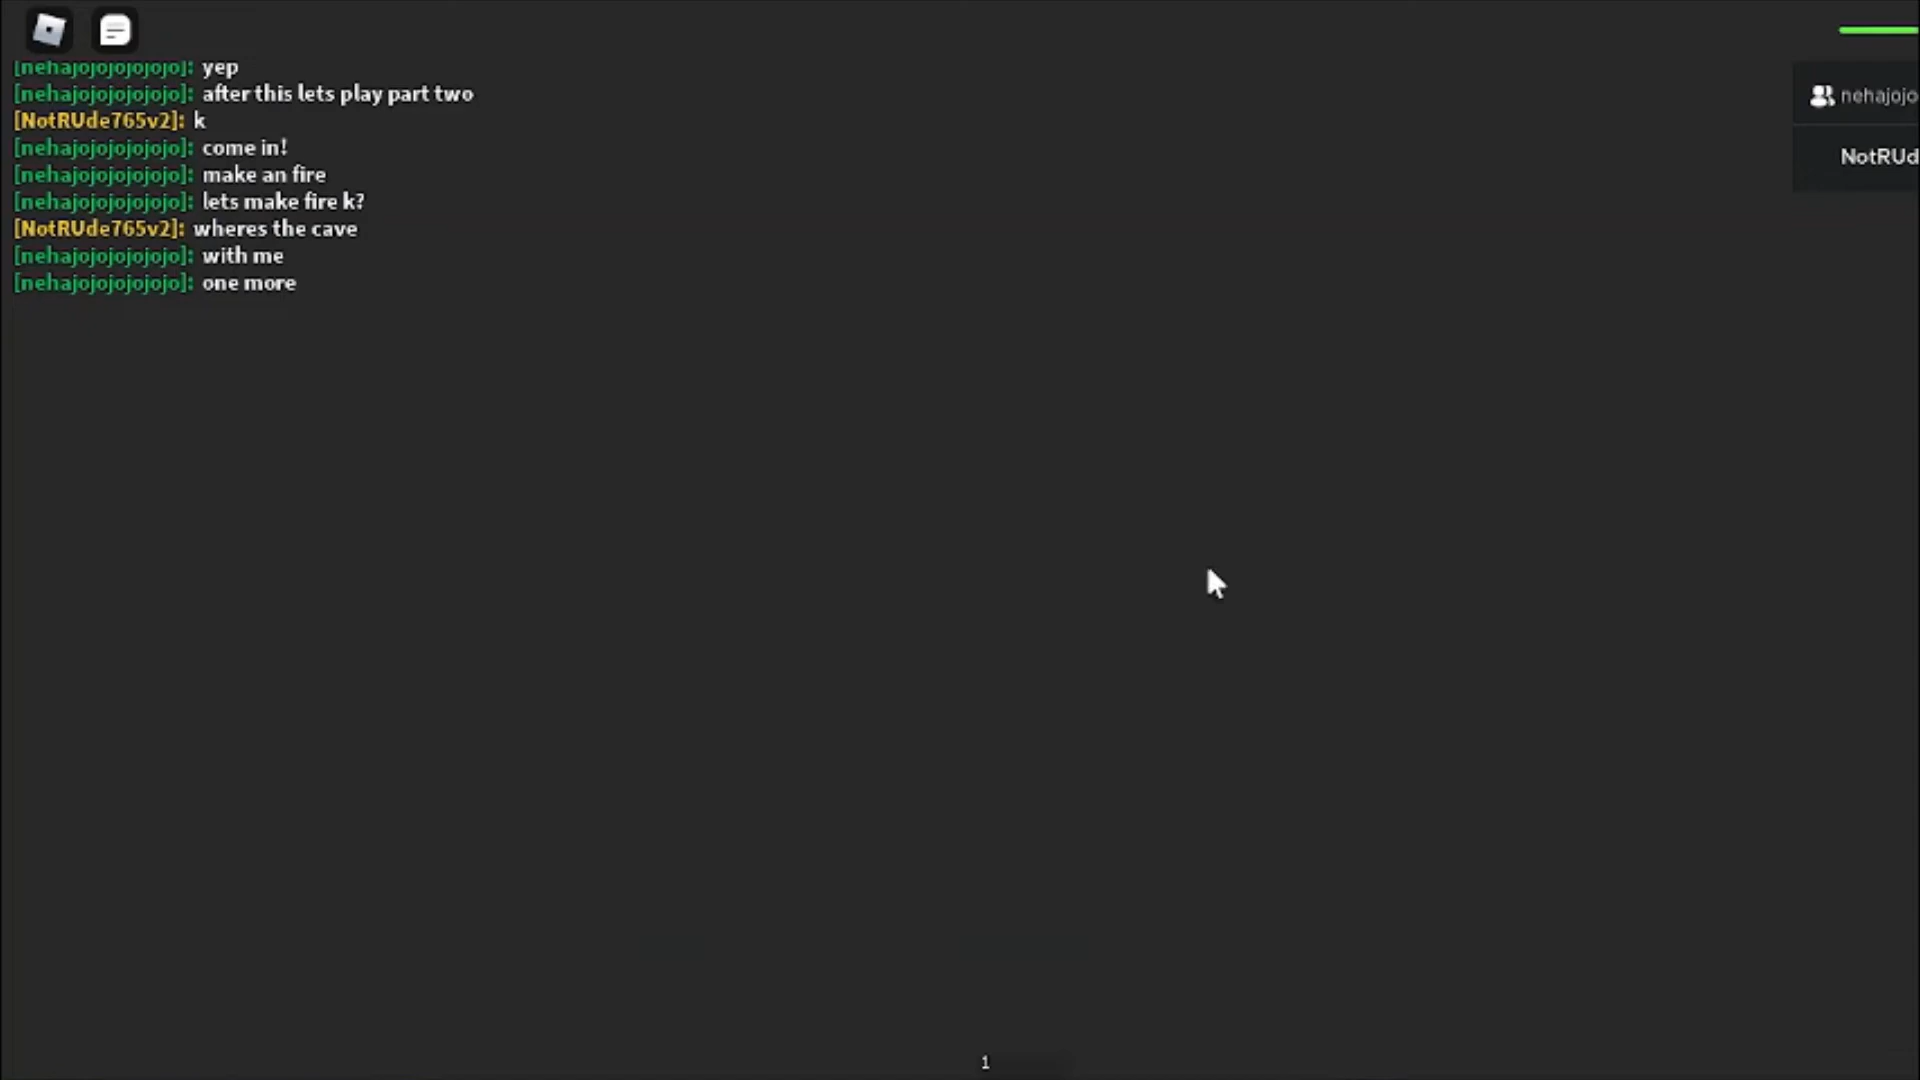 [nehajojojojojojo]: yep
[nehajojojojojojo]: after this lets play part two
nehajojo
[NotRUde765v2]: k
[nehajojojojojojo]: come in!
NotRUd
[nehajojojojojojo]: make an fire
[nehajojojojojojo]: lets make fire k?
[NotRUde765v2]: wheres the cave
[nehajojojojojojo]: with me
[nehajojojojojojo]: one more
1